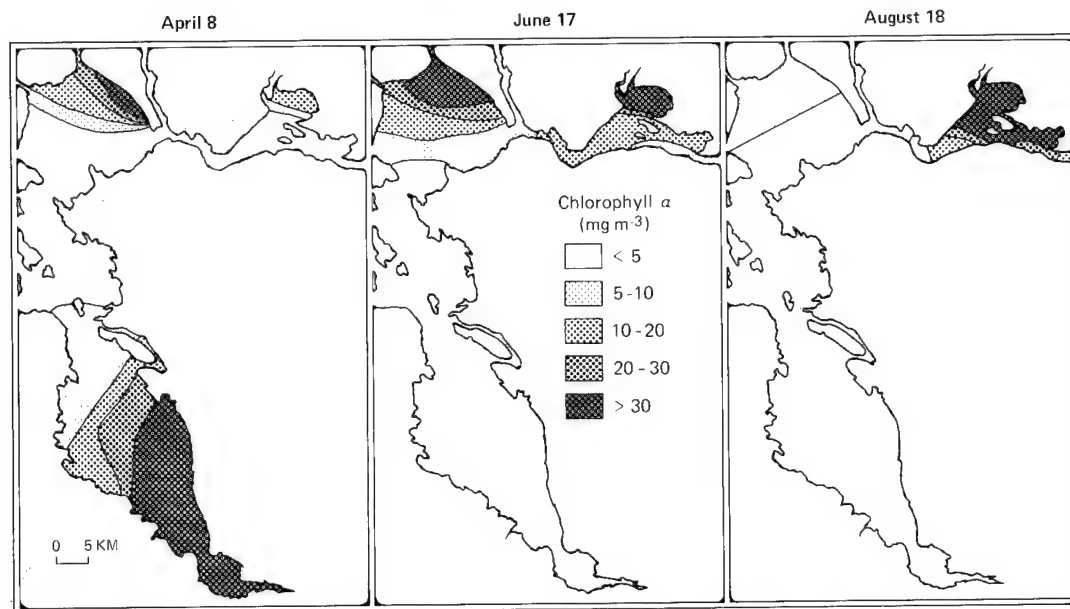 April 8
June 17
August 18
Chlorophyll a
(mg m-3)
< 5
5-10
10-20
20-30
> 30
0 5 KM